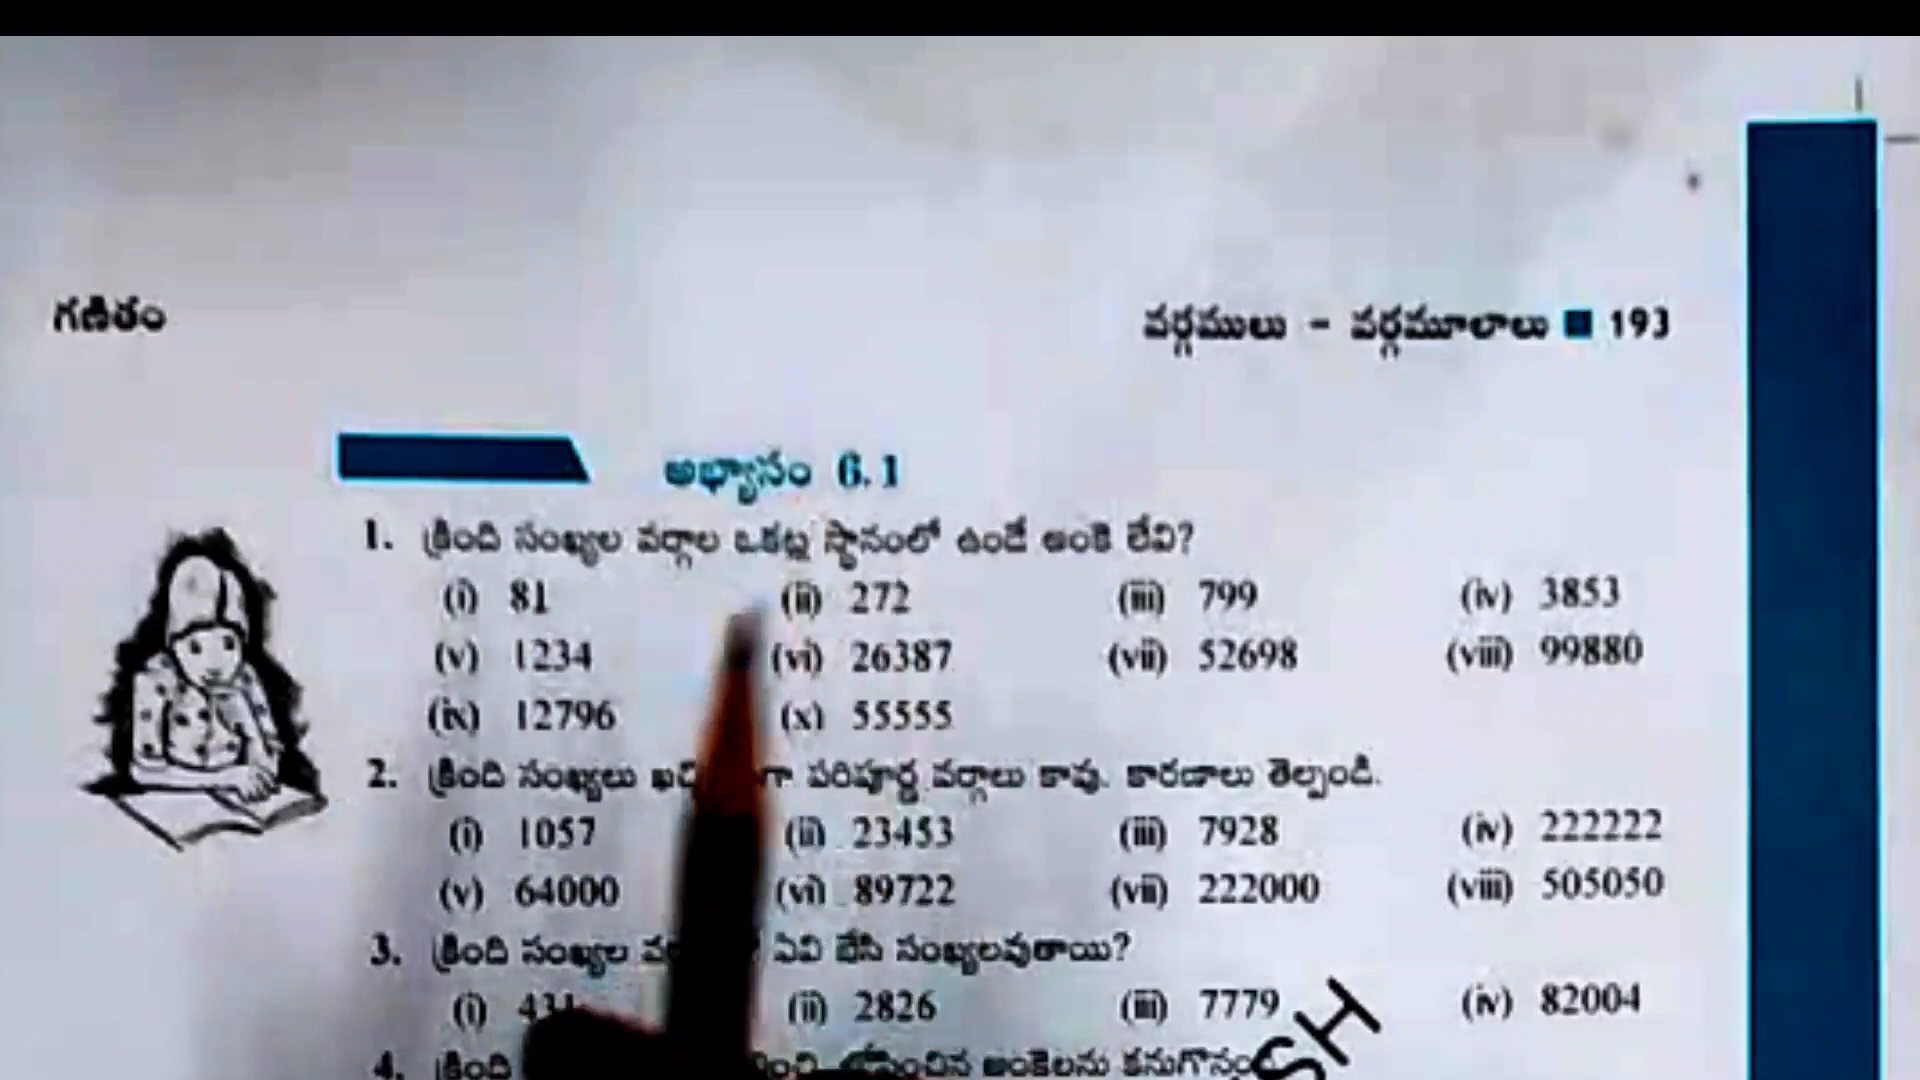 గణితం
వర్గములు - వర్గమూలాలు ■ 193
అభ్యాసం 6.1
1. క్రింది సంఖ్యల వర్గాల ఒకట్ల స్థానంలో ఉండే అంకె లేవి?
(i) 81 (ii) 272 (iii) 799 (iv) 3853
(v) 1234 (vi) 26387 (vii) 52698 (viii) 99880
(ix) 12796 (x) 55555
2. క్రింది సంఖ్యలు పరిపూర్ణ వర్గాలు కావు. కారణాలు తెల్పండి.
(i) 1057 (ii) 23453 (iii) 7928 (iv) 222222
(v) 64000 (vi) 89722 (vii) 222000 (viii) 505050
3. క్రింది సంఖ్యల ఏవి బేసి సంఖ్యలవుతాయి?
(i) (ii) 2826 (iii) 7779 (iv) 82004
4. క్రింది అంకెలను
SH